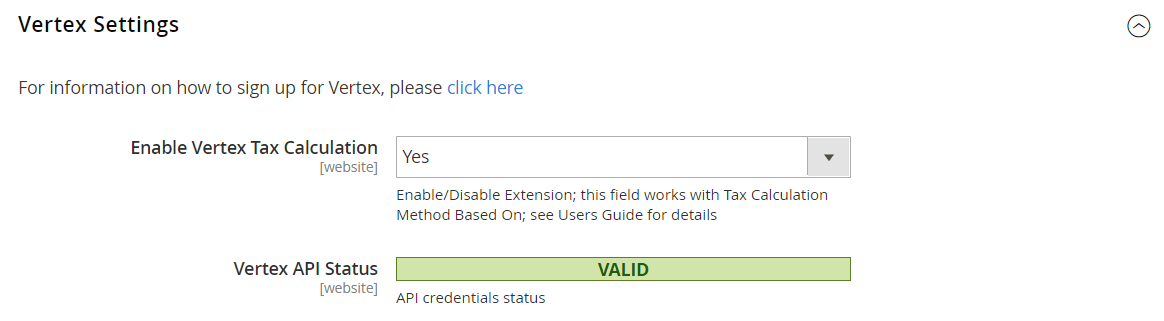 Vertex Settings
For information on how to sign up for Vertex, please click here
Enable Vertex Tax Calculation
[website]
Yes
Enable/Disable Extension; this field works with Tax Calculation
Method Based On; see Users Guide for details
Vertex API Status
[website]
VALID
API credentials status